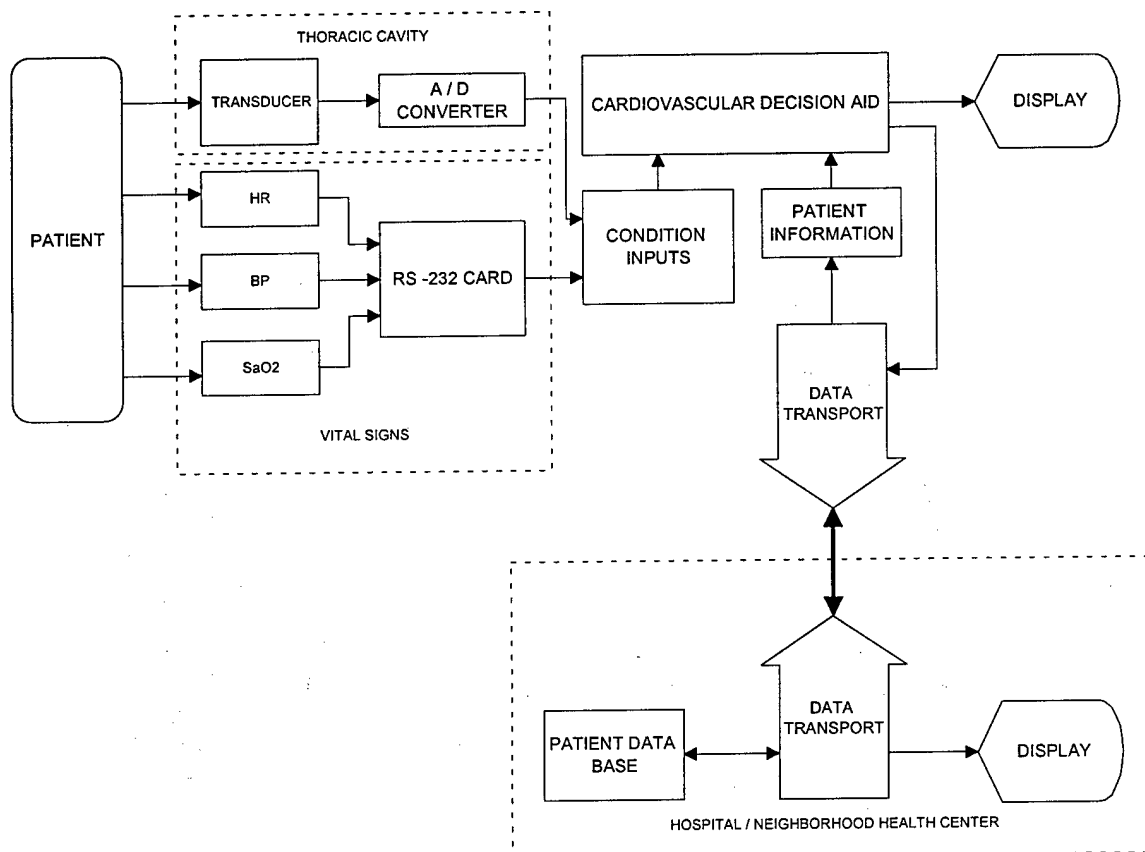 THORACIC CAVITY
TRANSDUCER
A / D
CONVERTER
CARDIOVASCULAR DECISION AID
DISPLAY
PATIENT
HR
BP
SaO2
RS -232 CARD
VITAL SIGNS
CONDITION
INPUTS
PATIENT
INFORMATION
DATA
TRANSPORT
DATA
TRANSPORT
PATIENT DATA
BASE
DISPLAY
HOSPITAL / NEIGHBORHOOD HEALTH CENTER